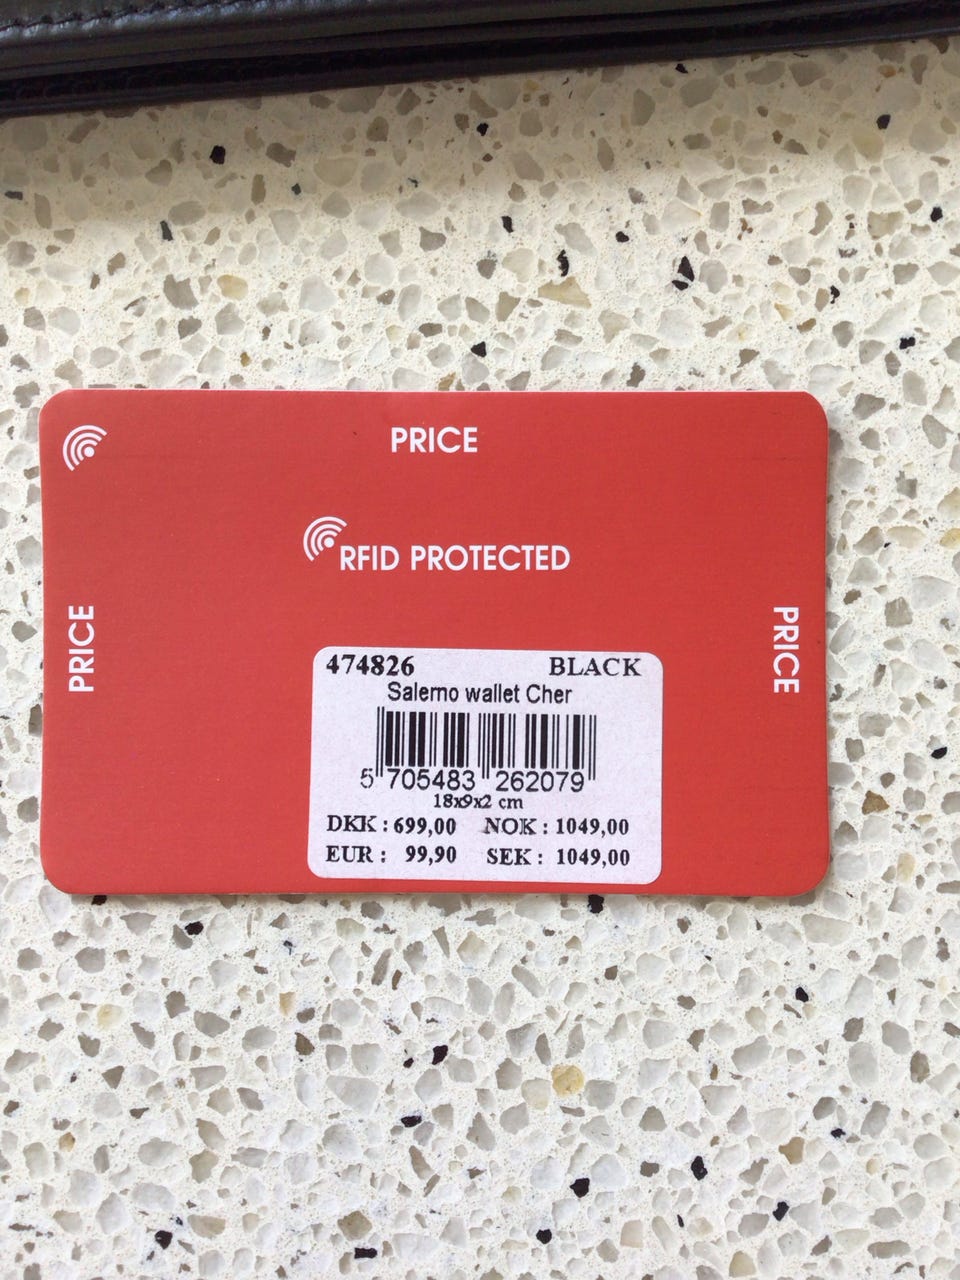 PRICE
RFID PROTECTED
PRICE
PRICE
474826 BLACK
Salerno wallet Cher
5 705483 262079
18x9x2 cm
DKK : 699,00 NOK : 1049,00
EUR : 99,90 SEK : 1049,00